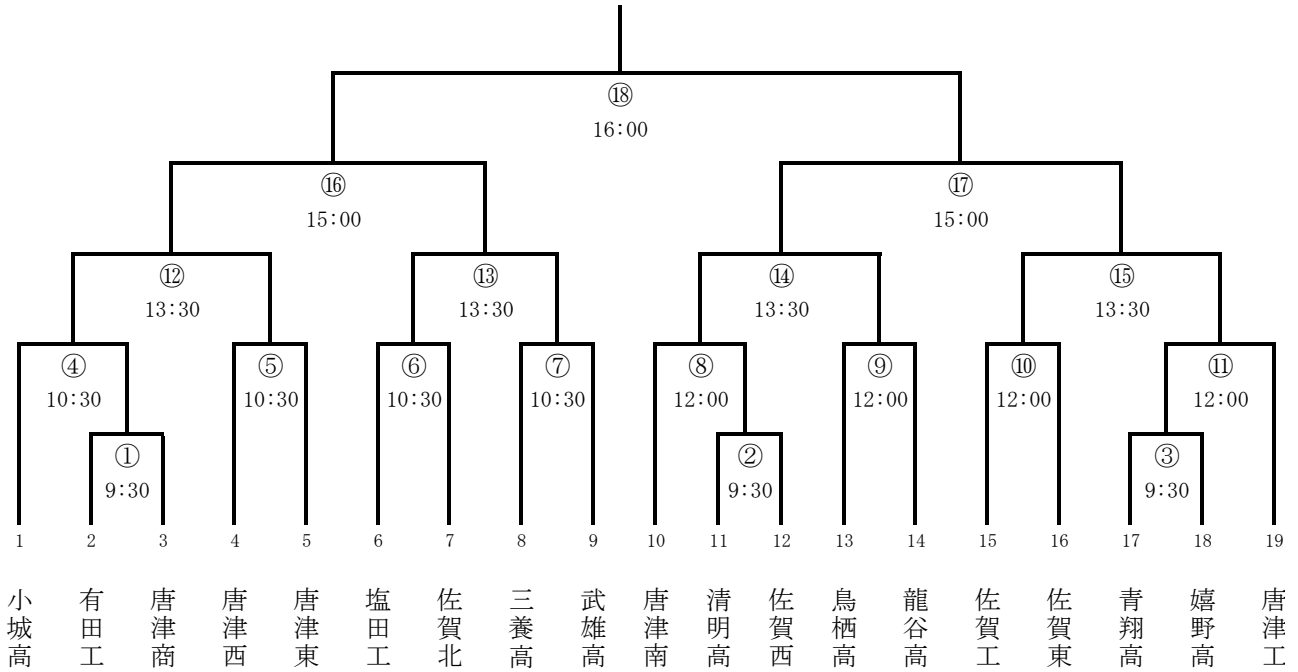 ⑱
16:00
⑯ ⑰
15:00 15:00
⑫ ⑬ ⑭ ⑮
13:30 13:30 13:30 13:30
④ ⑤ ⑥ ⑦ ⑧ ⑨ ⑩ ⑪
10:30 10:30 10:30 10:30 12:00 12:00 12:00 12:00
① ② ③
9:30 9:30 9:30
1 2 3 4 5 6 7 8 9 10 11 12 13 14 15 16 17 18 19
小城高
有田工
唐津商
唐津西
唐津東
塩田工
佐賀北
三養高
武雄高
唐津南
清明高
佐賀西
鳥栖高
龍谷高
佐賀工
佐賀東
青翔高
嬉野高
唐津工